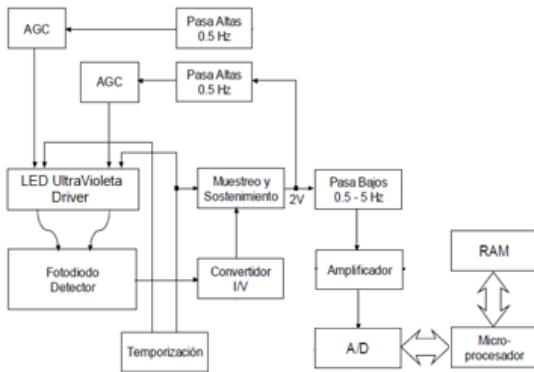 AGC
Pasa Altas
0.5 Hz
AGC
Pasa Altas
0.5 Hz
LED UltraVioleta
Driver
Muestreo y
Sostenimiento
2V
Pasa Bajos
0.5 - 5 Hz
Fotodiodo
Detector
Convertidor
I/V
Amplificador
RAM
Temporización
A/D
Micro-
procesador